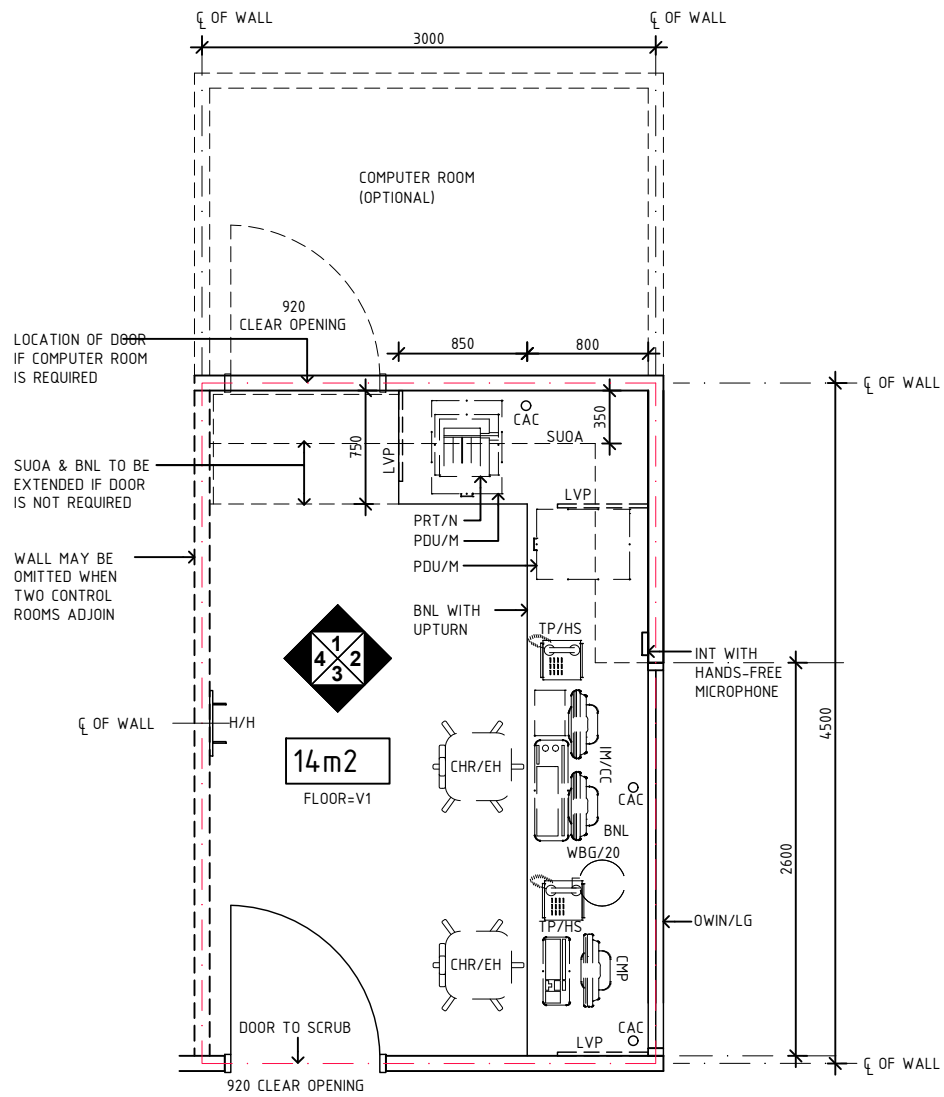 ℄ OF WALL
℄ OF WALL
3000
COMPUTER ROOM
(OPTIONAL)
920
CLEAR OPENING
LOCATION OF DOOR
IF COMPUTER ROOM
IS REQUIRED
850
800
℄ OF WALL
CAC
350
750
LVP
SUOA
SUOA & BNL TO BE
EXTENDED IF DOOR
IS NOT REQUIRED
LVP
PRT/N
PDU/M
PDU/M
WALL MAY BE
OMITTED WHEN
TWO CONTROL
ROOMS ADJOIN
BNL WITH
UPTURN
TP/HS
1
4 2
3
INT WITH
HANDS-FREE
MICROPHONE
℄ OF WALL
H/H
4500
14m2
FLOOR=V1
CHR/EH
IM/CC
CAC
BNL
WBG/20
2600
TP/HS
OWIN/LG
CHR/EH
CMP
DOOR TO SCRUB
CAC
LVP
920 CLEAR OPENING
℄ OF WALL